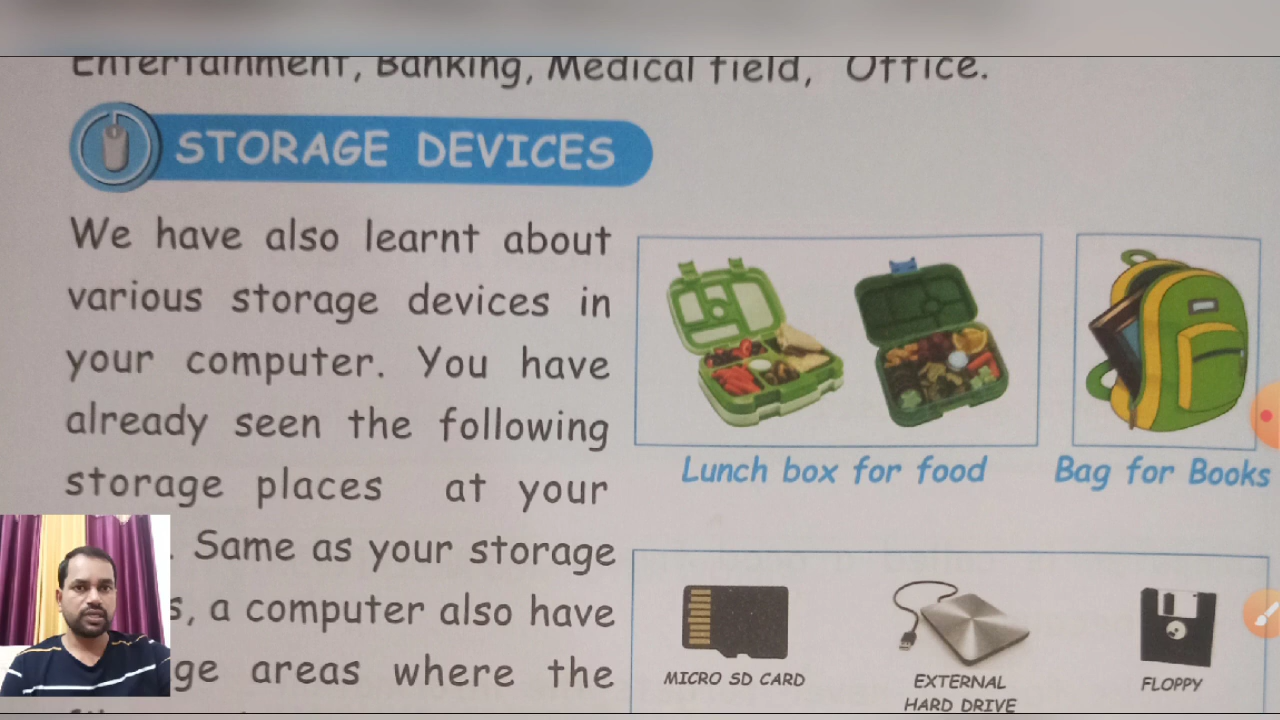 Entertainment, Banking, Medical field, Office.
STORAGE DEVICES
We have also learnt about
various storage devices in
your computer. You have
already seen the following
storage places at your
. Same as your storage
s, a computer also have
ge areas where the
Lunch box for food
Bag for Books
MICRO SD CARD
EXTERNAL
HARD DRIVE
FLOPPY